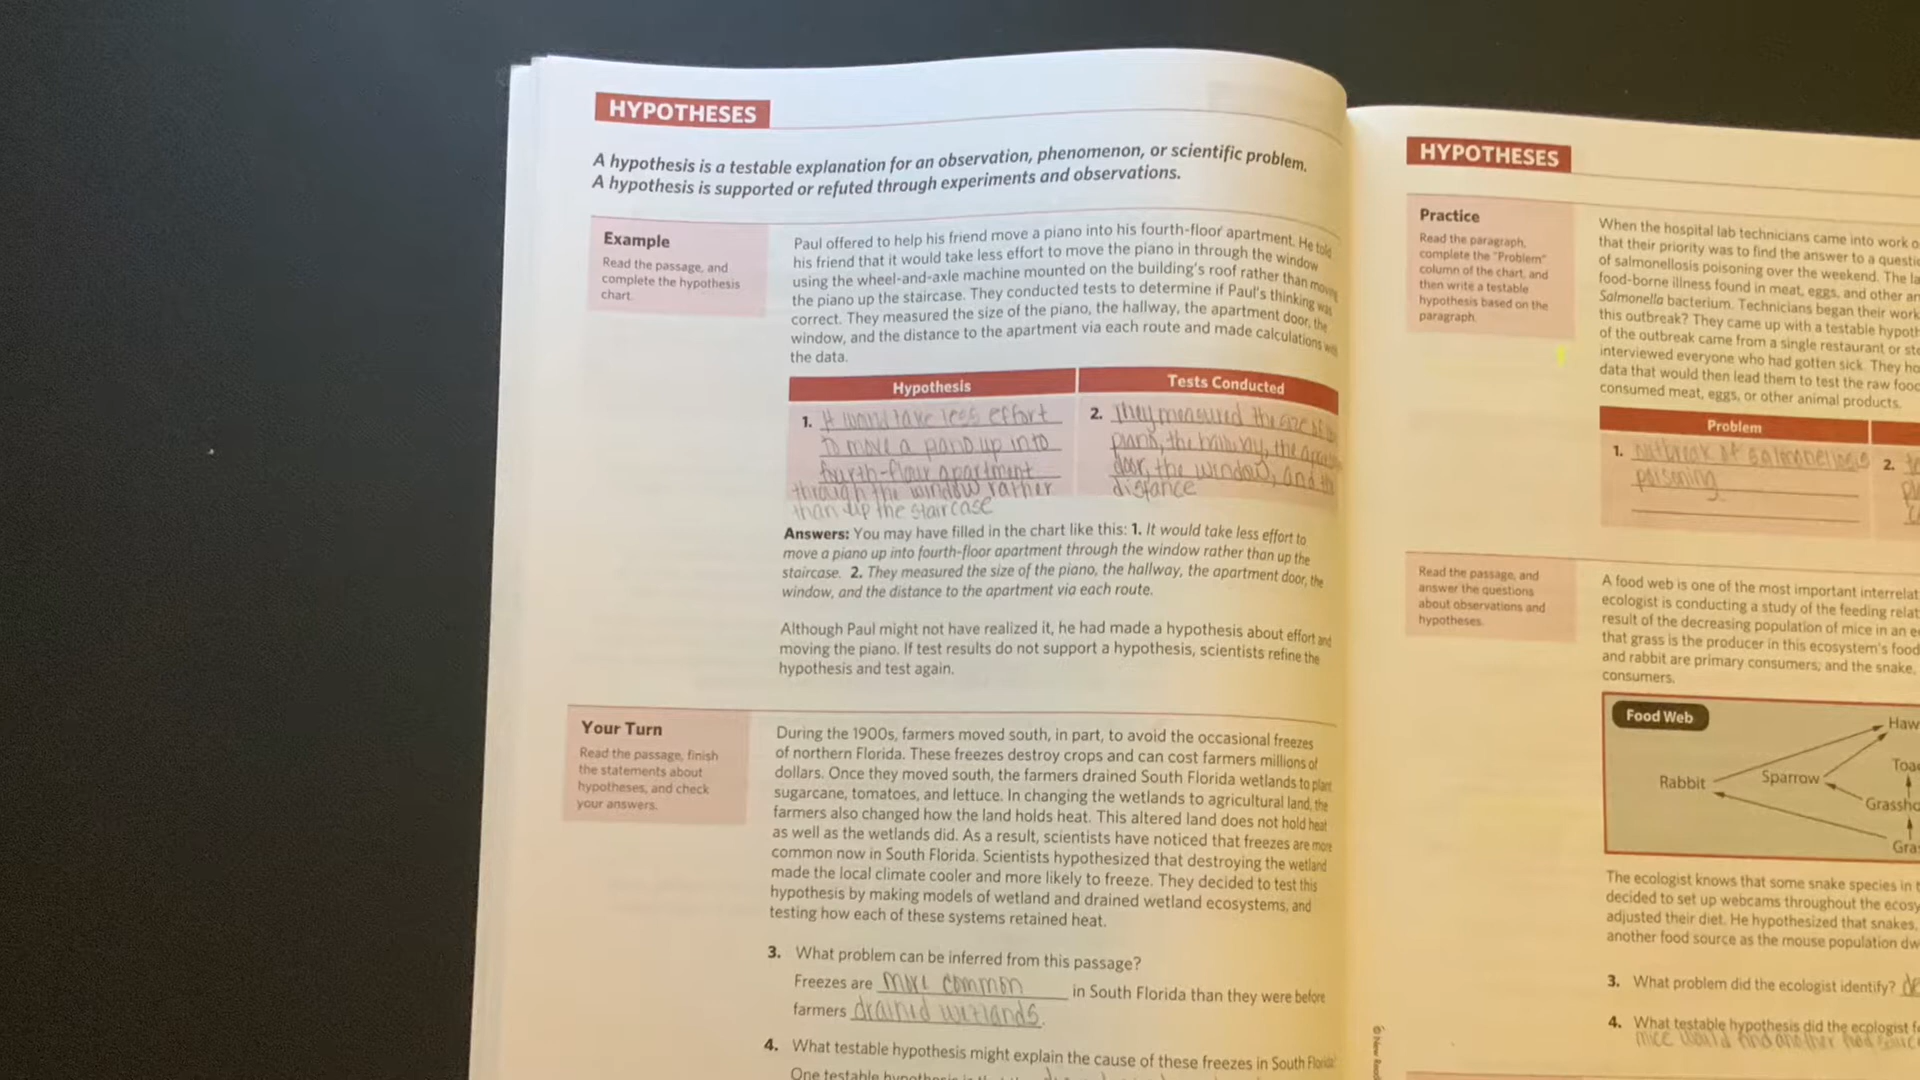 HYPOTHESES
A hypothesis is a testable explanation for an observation, phenomenon, or scientific problem.
A hypothesis is supported or refuted through experiments and observations.
Example
Read the passage, and
complete the hypothesis
chart.
Paul offered to help his friend move a piano into his fourth-floor apartment. He told
his friend that it would take less effort to move the piano in through the window
using the wheel-and-axle machine mounted on the building's roof rather than moving
the piano up the staircase. They conducted tests to determine if Paul's thinking was
correct. They measured the size of the piano, the hallway, the apartment door, the
window, and the distance to the apartment via each route and made calculations with
the data.
Hypothesis
Tests Conducted
1. It would take less effort
to move a piano up into
fourth-floor apartment
through the window rather
than up the staircase
2. They measured the size of
piano, the hallway, the
door, the window, and th
distance
Answers: You may have filled in the chart like this: 1. It would take less effort to
move a piano up into fourth-floor apartment through the window rather than up the
staircase. 2. They measured the size of the piano, the hallway, the apartment door, the
window, and the distance to the apartment via each route.
Although Paul might not have realized it, he had made a hypothesis about effort and
moving the piano. If test results do not support a hypothesis, scientists refine the
hypothesis and test again.
Your Turn
Read the passage, finish
the statements about
hypotheses, and check
your answers.
During the 1900s, farmers moved south, in part, to avoid the occasional freezes
of northern Florida. These freezes destroy crops and can cost farmers millions of
dollars. Once they moved south, the farmers drained South Florida wetlands to plant
sugarcane, tomatoes, and lettuce. In changing the wetlands to agricultural land, the
farmers also changed how the land holds heat. This altered land does not hold heat
as well as the wetlands did. As a result, scientists have noticed that freezes are more
common now in South Florida. Scientists hypothesized that destroying the wetland
made the local climate cooler and more likely to freeze. They decided to test this
hypothesis by making models of wetland and drained wetland ecosystems, and
testing how each of these systems retained heat.
3. What problem can be inferred from this passage?
Freezes are more common in South Florida than they were before
farmers drained wetlands.
4. What testable hypothesis might explain the cause of these freezes in South Florida?
One testable hypothesis is that the
© New Read
HYPOTHESES
Practice
Read the paragraph,
complete the "Problem"
column of the chart, and
then write a testable
hypothesis based on the
paragraph.
When the hospital lab technicians came into work o
that their priority was to find the answer to a questi
of salmonellosis poisoning over the weekend. The la
food-borne illness found in meat, eggs, and other an
Salmonella bacterium. Technicians began their work
this outbreak? They came up with a testable hypoth
of the outbreak came from a single restaurant or sto
interviewed everyone who had gotten sick. They ho
data that would then lead them to test the raw food
consumed meat, eggs, or other animal products.
Problem
1. outbreak of salmonellosis
poisoning
2.
Read the passage, and
answer the questions
about observations and
hypotheses.
A food web is one of the most important interrelat
ecologist is conducting a study of the feeding relat
result of the decreasing population of mice in an e
that grass is the producer in this ecosystem's food
and rabbit are primary consumers; and the snake,
consumers.
Food Web
Haw
Toa
Rabbit
Sparrow
Grassho
Gra
The ecologist knows that some snake species in t
decided to set up webcams throughout the ecosy
adjusted their diet. He hypothesized that snakes,
another food source as the mouse population dw
3. What problem did the ecologist identify? de
4. What testable hypothesis did the ecologist f
mice would find another food source